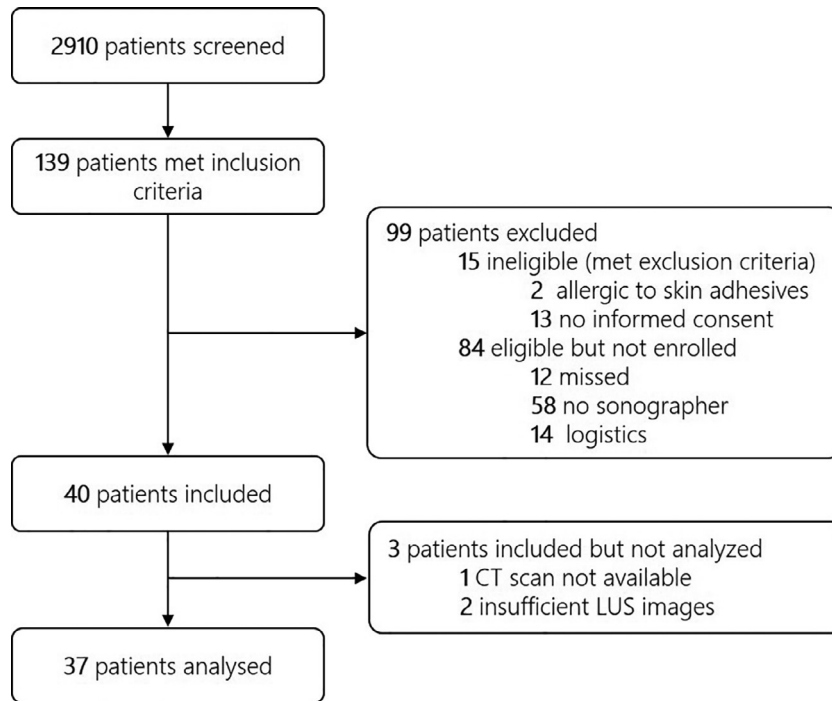 2910 patients screened
139 patients met inclusion
criteria
99 patients excluded
15 ineligible (met exclusion criteria)
2 allergic to skin adhesives
13 no informed consent
84 eligible but not enrolled
12 missed
58 no sonographer
14 logistics
40 patients included
3 patients included but not analyzed
1 CT scan not available
2 insufficient LUS images
37 patients analysed